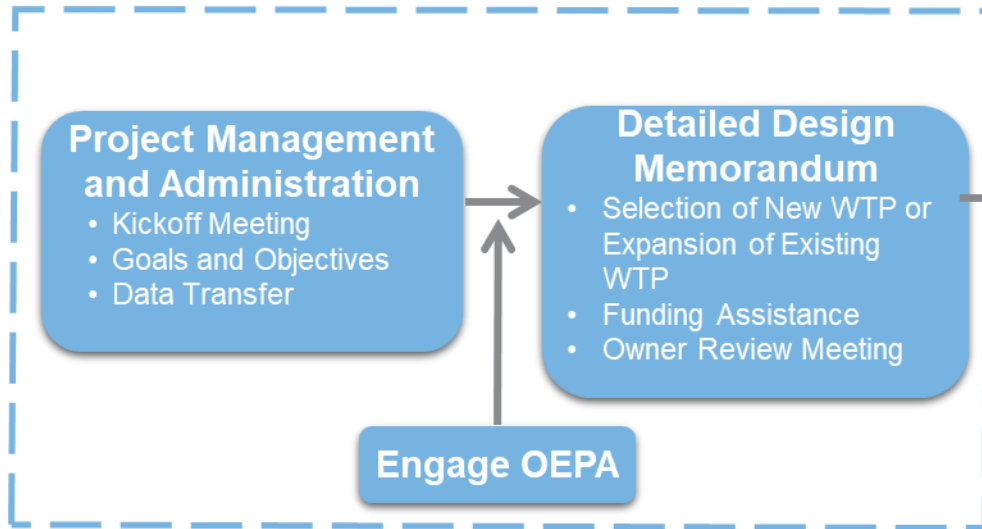 Project Management
and Administration
• Kickoff Meeting
• Goals and Objectives
• Data Transfer
Detailed Design
Memorandum
• Selection of New WTP or
Expansion of Existing
WTP
• Funding Assistance
• Owner Review Meeting
Engage OEPA